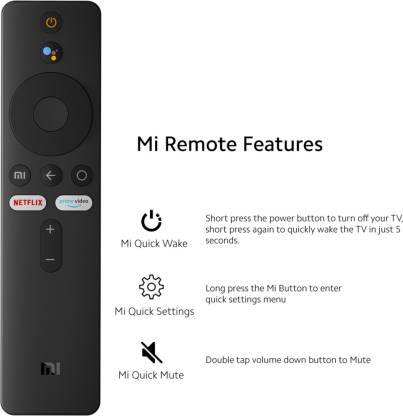 mi
NETFLIX
prime video
mi
Mi Remote Features
Mi Quick Wake
Short press the power button to turn off your TV,
short press again to quickly wake the TV in just 5
seconds.
Mi Quick Settings
Long press the Mi Button to enter
quick settings menu
Mi Quick Mute
Double tap volume down button to Mute